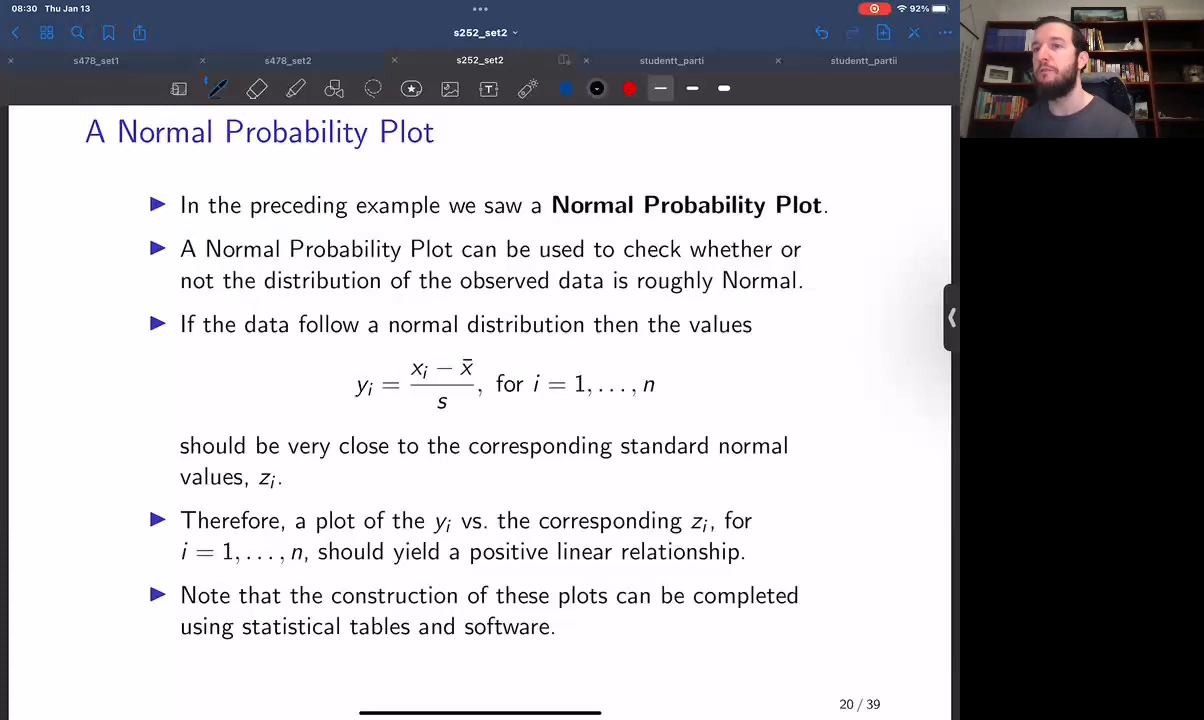 08:30 Thu Jan 13
92%
s252_set2
s478_set1
s478_set2
s252_set2
studentt_parti
studentt_partii
A Normal Probability Plot
In the preceding example we saw a Normal Probability Plot.
A Normal Probability Plot can be used to check whether or
not the distribution of the observed data is roughly Normal.
If the data follow a normal distribution then the values
yᵢ = (xᵢ − x̄)/s, for i = 1, . . . , n
should be very close to the corresponding standard normal
values, zᵢ.
Therefore, a plot of the yᵢ vs. the corresponding zᵢ, for
i = 1, . . . , n, should yield a positive linear relationship.
Note that the construction of these plots can be completed
using statistical tables and software.
20 / 39